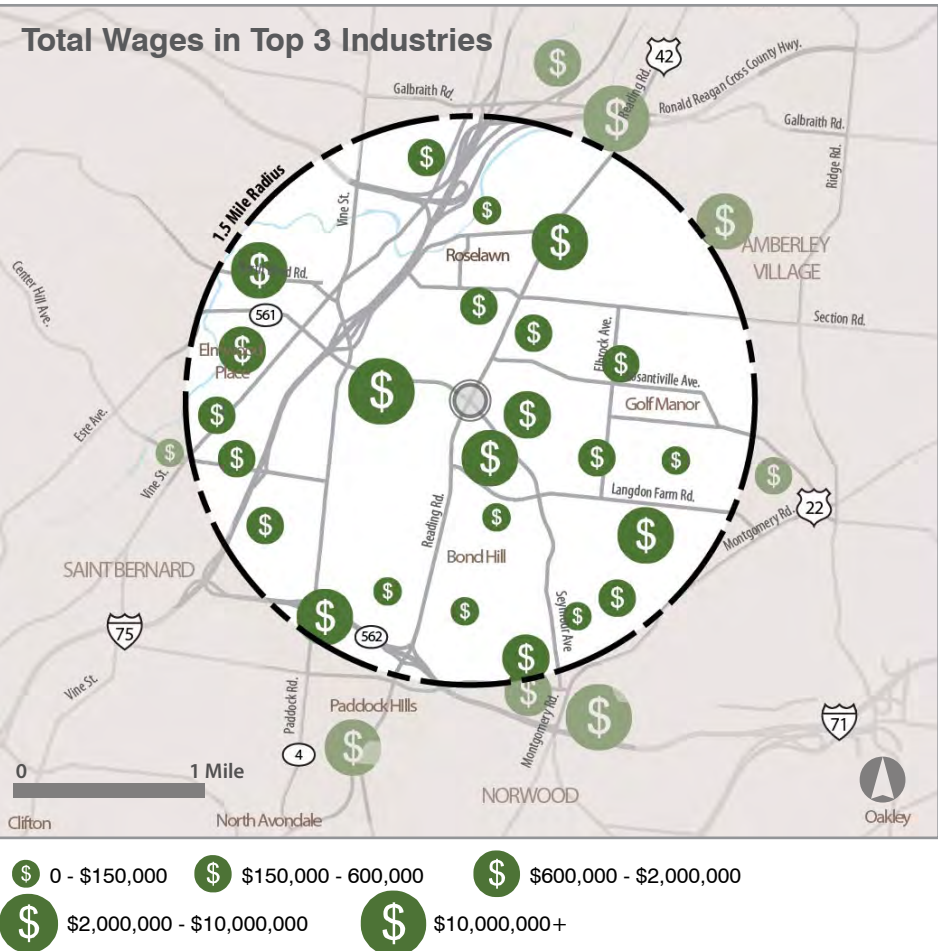 Total Wages in Top 3 Industries
42
Reading Rd.
Ronald Reagan Cross County Hwy.
Galbraith Rd.
Galbraith Rd.
Ridge Rd.
1.5 Mile Radius
Vine St.
Roselawn
AMBERLEY
VILLAGE
Center Hill Ave.
Rd.
561
Section Rd.
Elmwood
Place
Elbrock Ave.
Golf Manor
Este Ave.
Vine St.
Langdon Farm Rd.
22
Montgomery Rd.
Reading Rd.
Bond Hill
SAINT BERNARD
75
562
Seymour Ave
Vine St.
Paddock Rd.
Paddock HIlls
Montgomery Rd.
71
4
0
1 Mile
NORWOOD
Clifton
North Avondale
Oakley
$ 0 - $150,000 $ $150,000 - 600,000 $ $600,000 - $2,000,000
$ $2,000,000 - $10,000,000 $ $10,000,000+